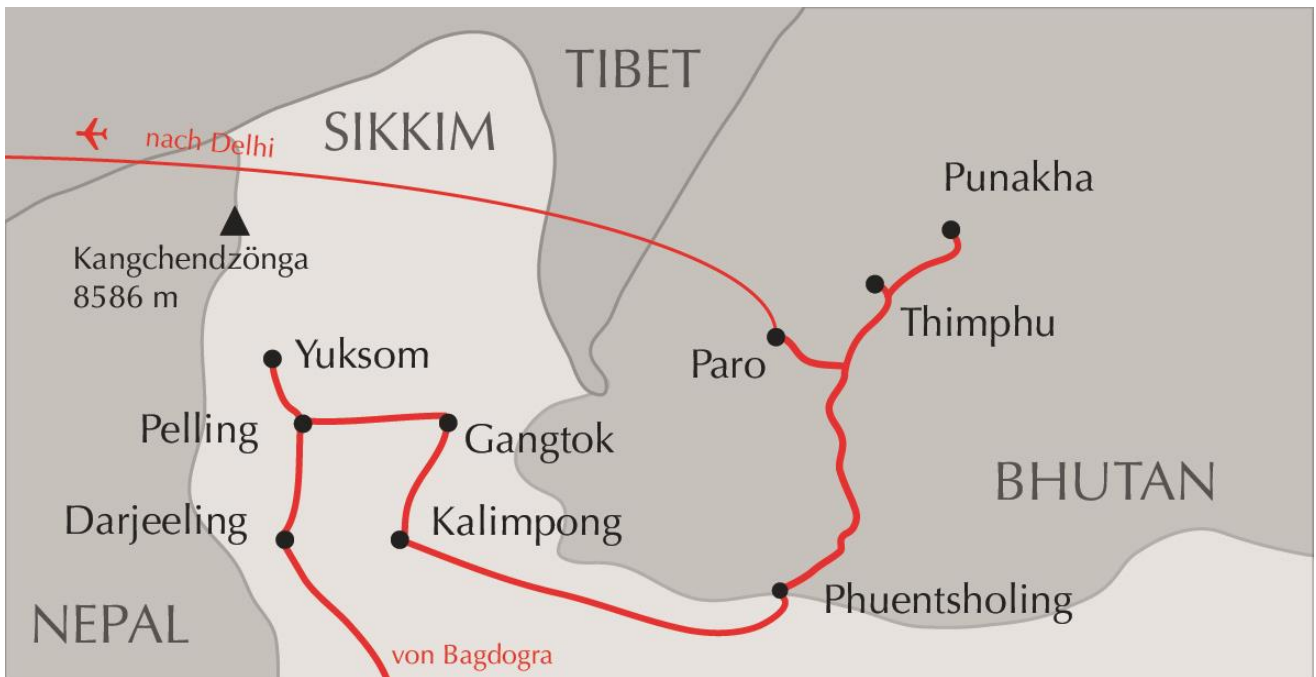 TIBET
SIKKIM
nach Delhi
Punakha
Kangchendzönga
8586 m
Thimphu
Yuksom
Paro
Pelling
Gangtok
BHUTAN
Darjeeling
Kalimpong
Phuentsholing
NEPAL
von Bagdogra